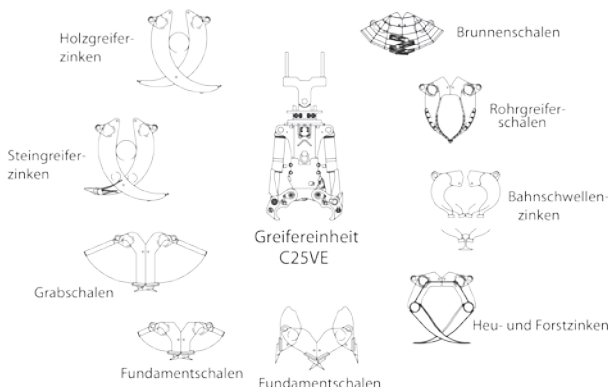 Holzgreifer-
zinken
Brunnenschalen
Rohrgreifer-
schalen
Steingreifer-
zinken
Bahnschwellen-
zinken
Greifereinheit
C25VE
Grabschalen
Heu- und Forstzinken
Fundamentschalen
Fundamentschalen